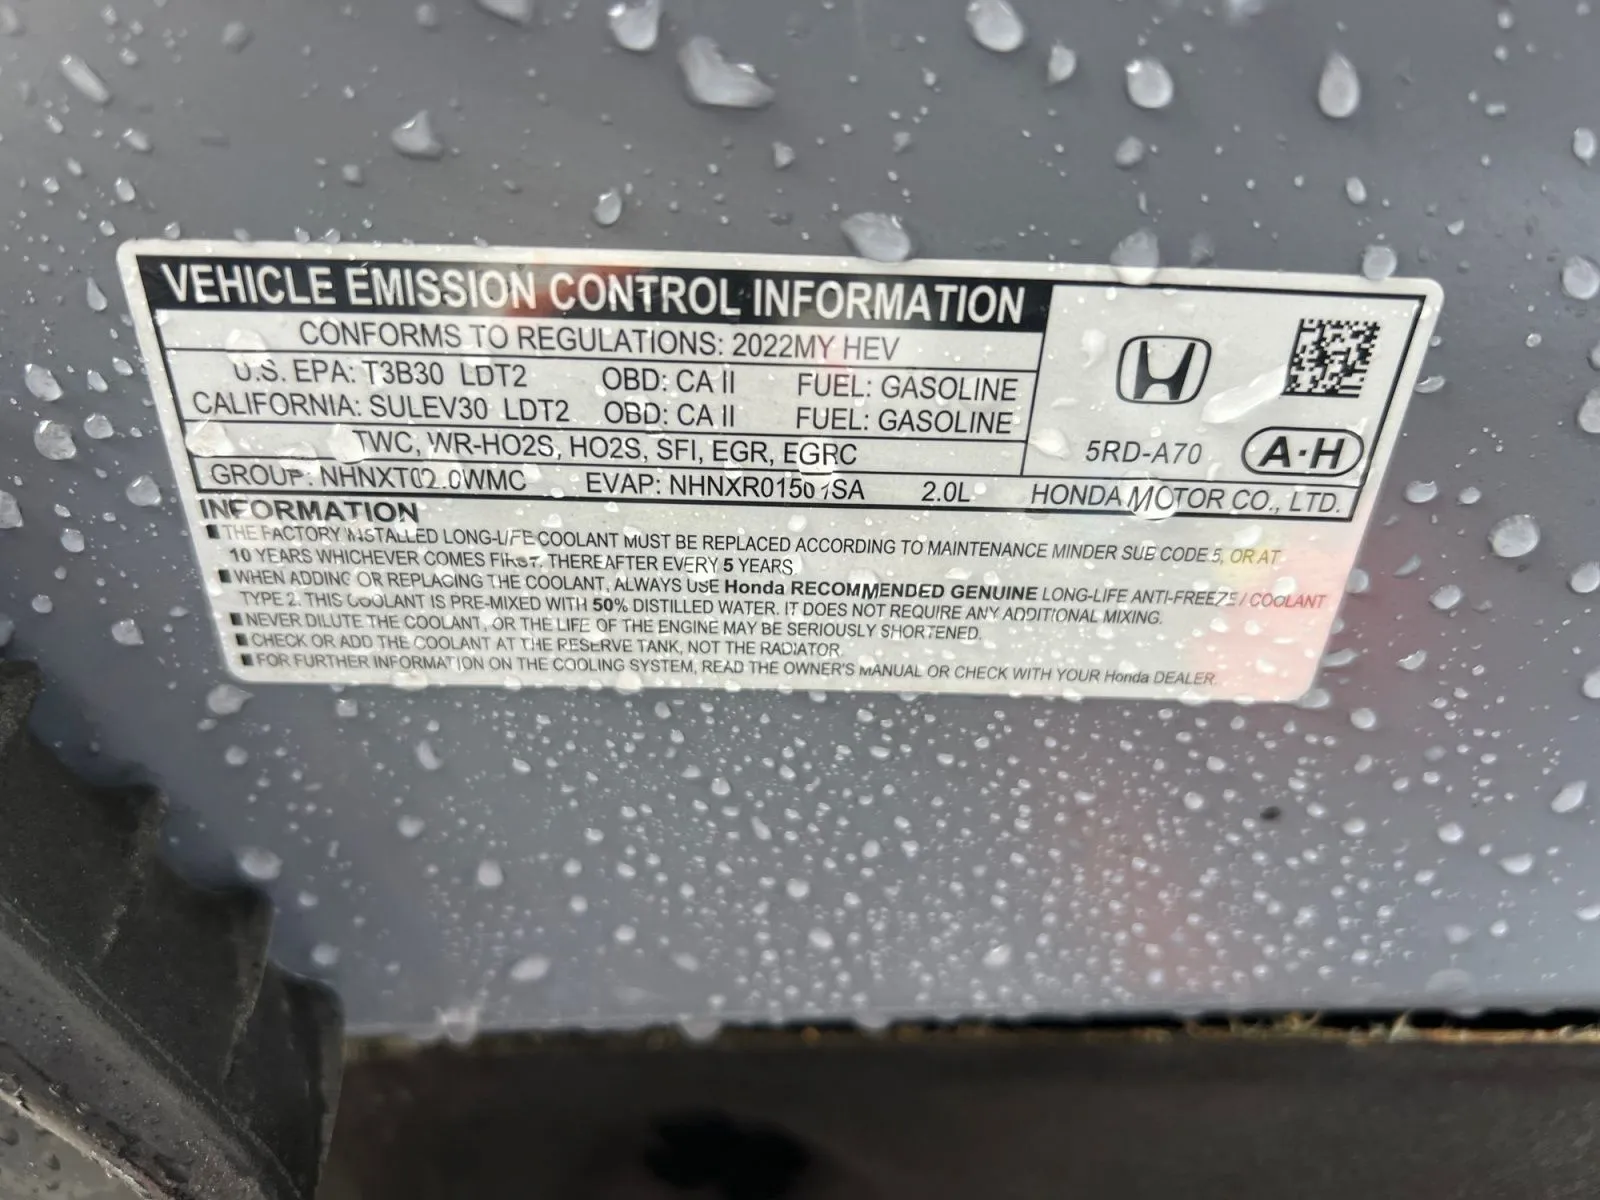 VEHICLE EMISSION CONTROL INFORMATION
CONFORMS TO REGULATIONS: 2022MY HEV
U.S. EPA: T3B30 LDT2 OBD: CA II FUEL: GASOLINE
CALIFORNIA: SULEV30 LDT2 OBD: CA II FUEL: GASOLINE
TWC, WR-HO2S, HO2S, SFI, EGR, EGRC
5RD-A70 A·H
GROUP: NHNXT02.0WMC EVAP: 2.0L HONDA MOTOR CO., LTD.
INFORMATION
■ THE FACTORY INSTALLED LONG-LIFE COOLANT MUST BE REPLACED ACCORDING TO MAINTENANCE MINDER SUB CODE 5, OR AT
10 YEARS WHICHEVER COMES FIRST, THEREAFTER EVERY 5 YEARS
■ WHEN ADDING OR REPLACING THE COOLANT, ALWAYS USE Honda RECOMMENDED GENUINE LONG-LIFE ANTI-FREEZE / COOLANT
TYPE 2. THIS COOLANT IS PRE-MIXED WITH 50% DISTILLED WATER. IT DOES NOT REQUIRE ANY ADDITIONAL MIXING.
■ NEVER DILUTE THE COOLANT, OR THE LIFE OF THE ENGINE MAY BE SERIOUSLY SHORTENED.
■ CHECK OR ADD THE COOLANT AT THE RESERVE TANK, NOT THE RADIATOR.
■ FOR FURTHER INFORMATION ON THE COOLING SYSTEM, READ THE OWNER'S MANUAL OR CHECK WITH YOUR Honda DEALER.